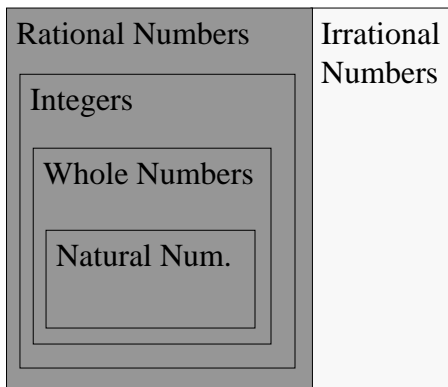 Rational Numbers
Irrational
Numbers
Integers
Whole Numbers
Natural Num.